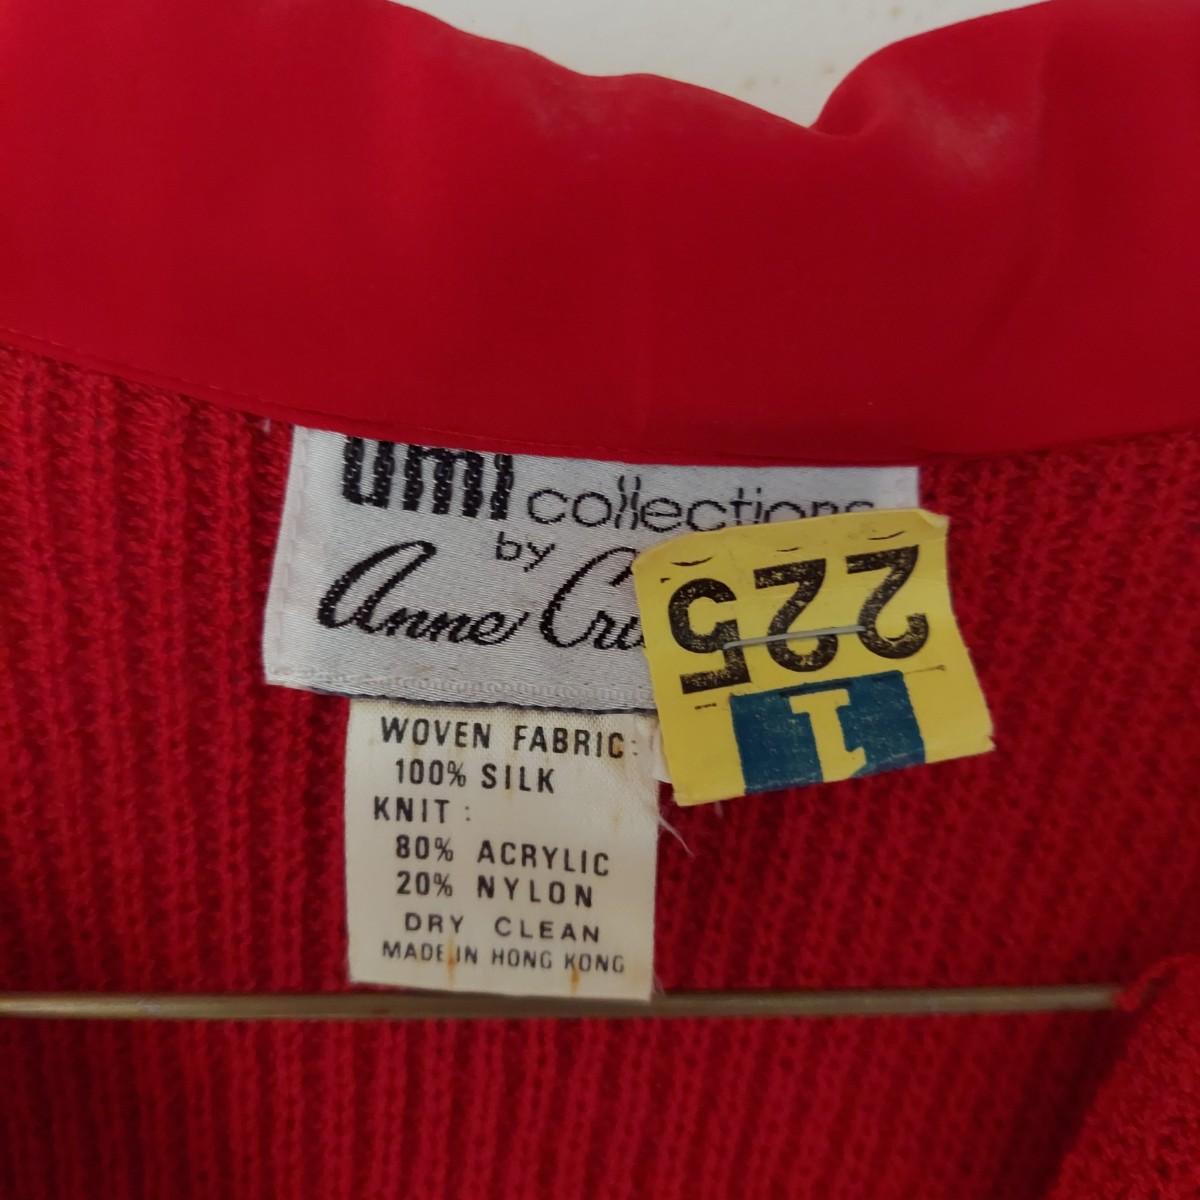 umi collections
by
Anne
225
1
WOVEN FABRIC:
100% SILK
KNIT:
80% ACRYLIC
20% NYLON
DRY CLEAN
MADE IN HONG KONG